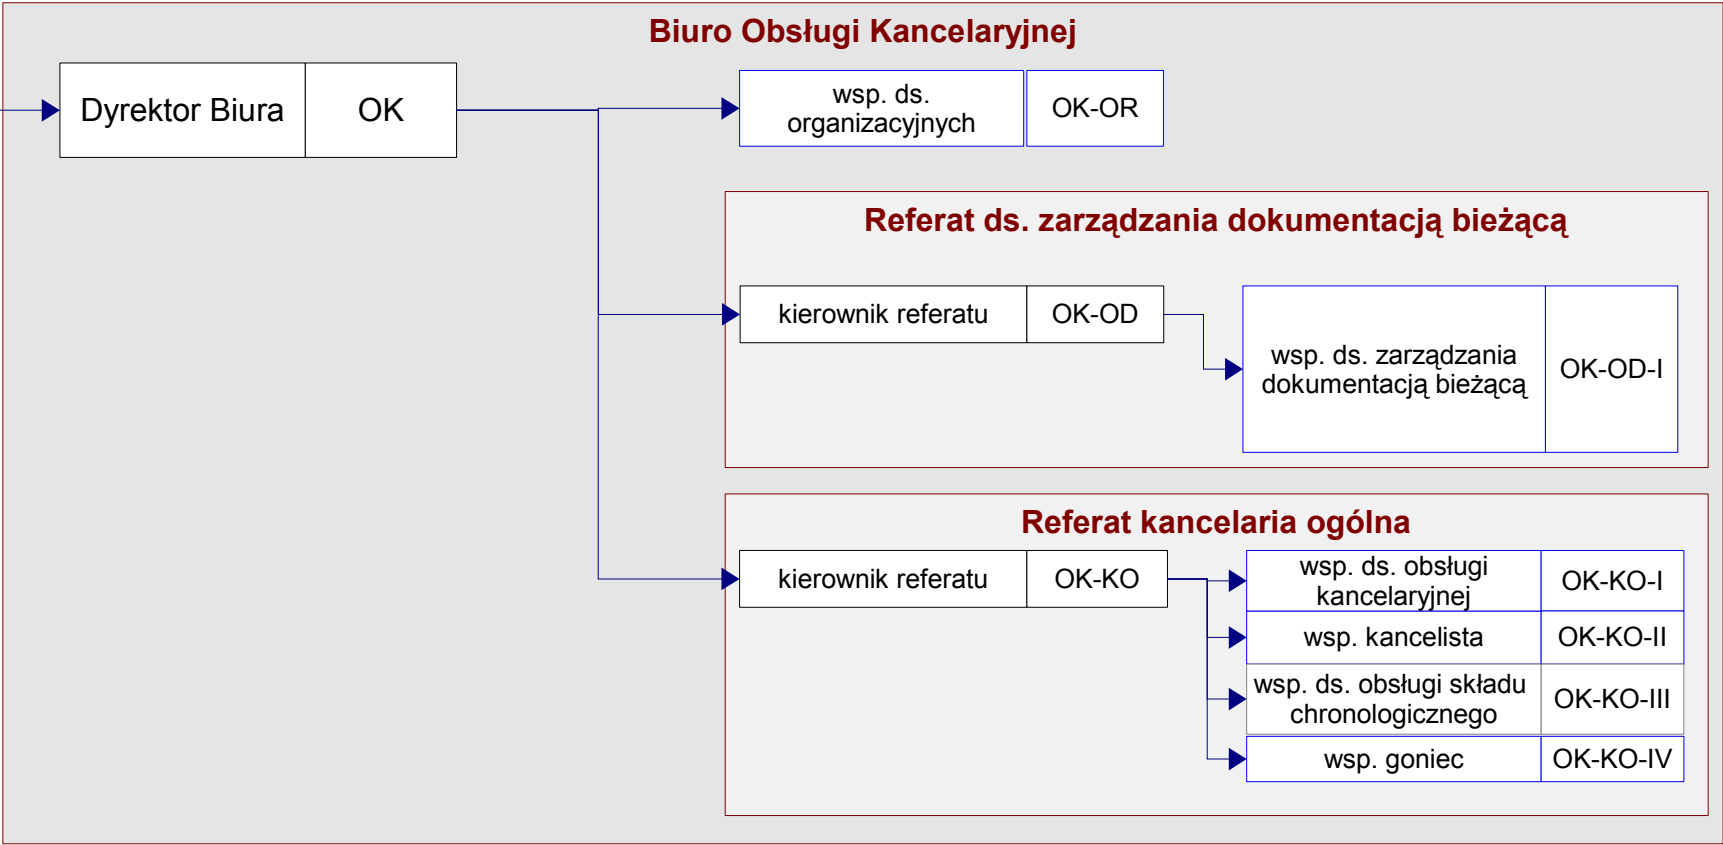 Biuro Obsługi Kancelaryjnej
Dyrektor Biura
OK
wsp. ds.
organizacyjnych
OK-OR
Referat ds. zarządzania dokumentacją bieżącą
kierownik referatu
OK-OD
wsp. ds. zarządzania
dokumentacją bieżącą
OK-OD-I
Referat kancelaria ogólna
kierownik referatu
OK-KO
wsp. ds. obsługi
kancelaryjnej
OK-KO-I
wsp. kancelista
OK-KO-II
wsp. ds. obsługi składu
chronologicznego
OK-KO-III
wsp. goniec
OK-KO-IV